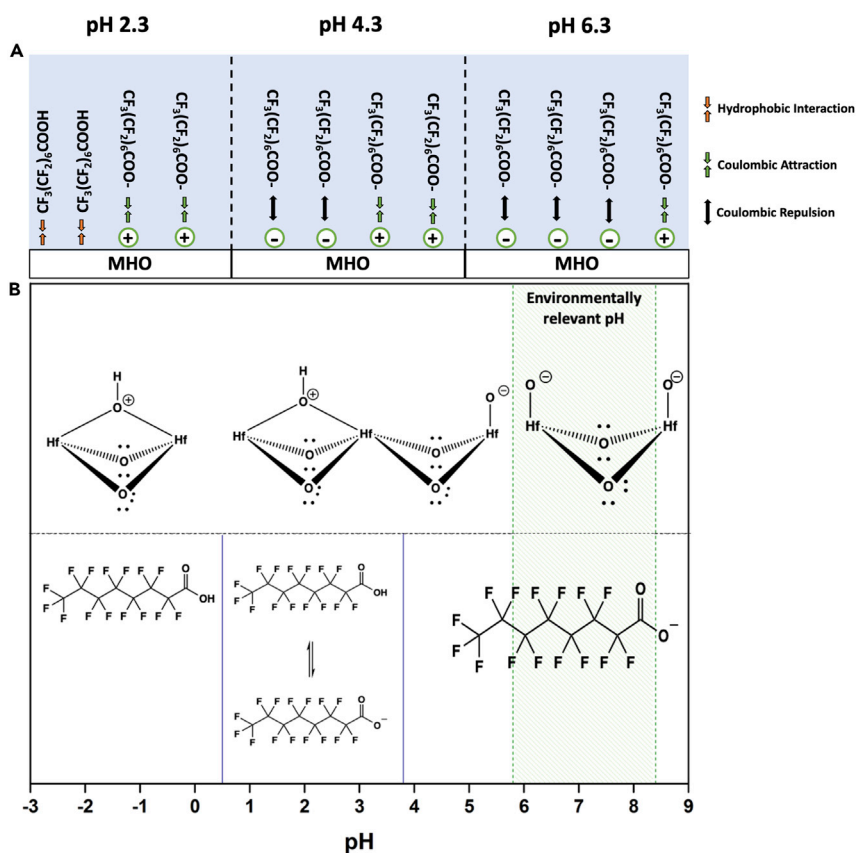 pH 2.3 pH 4.3 pH 6.3
A
CF3(CF2)6COOH
CF3(CF2)6COOH
CF3(CF2)6COO-
CF3(CF2)6COO-
CF3(CF2)6COO-
CF3(CF2)6COO-
CF3(CF2)6COO-
CF3(CF2)6COO-
CF3(CF2)6COO-
CF3(CF2)6COO-
CF3(CF2)6COO-
CF3(CF2)6COO-
+ + - - + + - - - +
MHO MHO MHO
Hydrophobic Interaction
Coulombic Attraction
Coulombic Repulsion
B
Environmentally
relevant pH
H
O +
Hf Hf
O
O
H
O +
O -
Hf Hf Hf
O O
O O
O - O -
Hf Hf
O
O
F F F F F F O
F OH
F
F F F F F F F
F F F F F F O
F OH
F
F F F F F F F
F F F F F F O
F O-
F
F F F F F F F
F F F F F F O
F O-
F
F F F F F F F
-3 -2 -1 0 1 2 3 4 5 6 7 8 9
pH